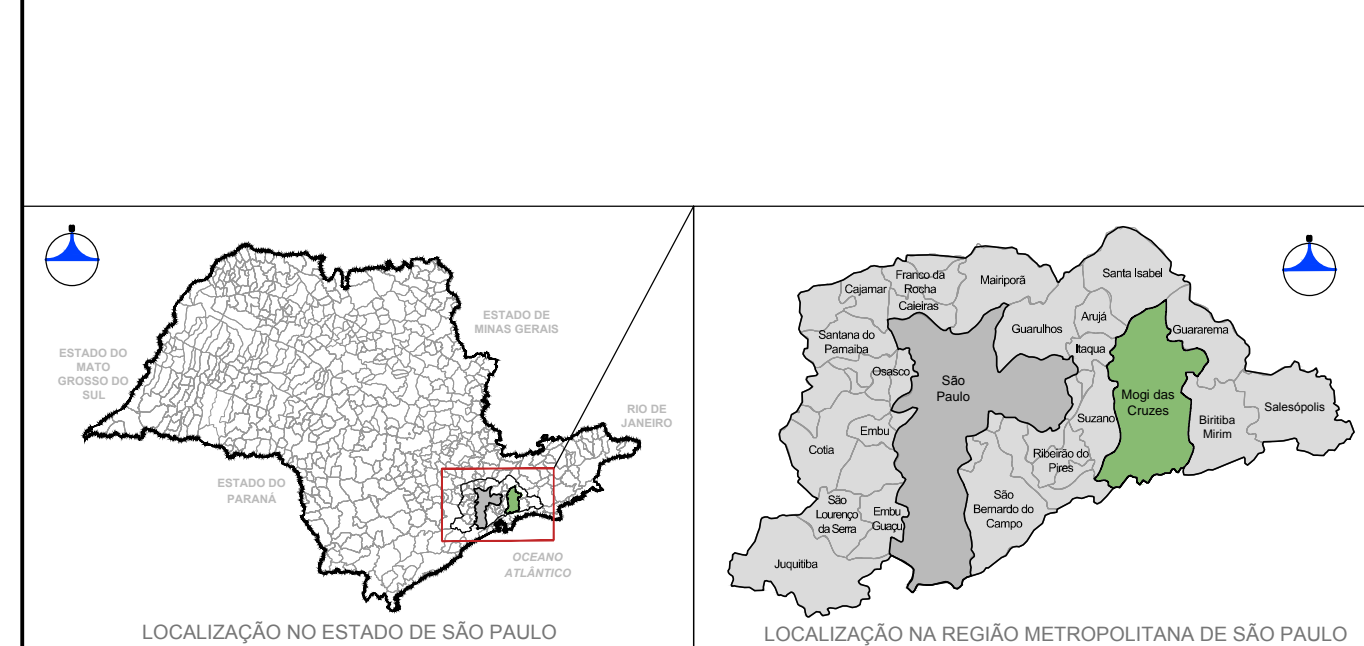 ESTADO DE
MINAS GERAIS
ESTADO DO
MATO
GROSSO DO
SUL
RIO DE
JANEIRO
ESTADO DO
PARANÁ
OCEANO
ATLÂNTICO
LOCALIZAÇÃO NO ESTADO DE SÃO PAULO
Santa Isabel
Franco da
Rocha
Mairiporã
Cajamar
Caieiras
Arujá
Guarulhos
Guararema
Santana do
Parnaiba
Itaqua
Osasco
São
Paulo
Mogi das
Cruzes
Salesópolis
Suzano
Biritiba
Mirim
Embu
Cotia
Ribeirão do
Pires
São
Lourenço
da Serra
Embu
Guaçu
São
Bernardo do
Campo
Juquitiba
LOCALIZAÇÃO NA REGIÃO METROPOLITANA DE SÃO PAULO